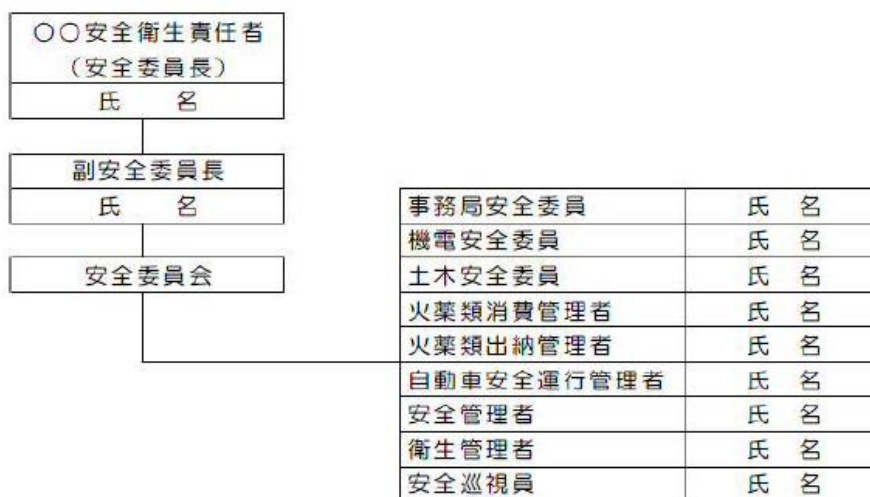 〇〇安全衛生責任者
（安全委員長）
氏　名
副安全委員長
氏　名
安全委員会
事務局安全委員　氏　名
機電安全委員　氏　名
土木安全委員　氏　名
火薬類消費管理者　氏　名
火薬類出納管理者　氏　名
自動車安全運行管理者　氏　名
安全管理者　氏　名
衛生管理者　氏　名
安全巡視員　氏　名